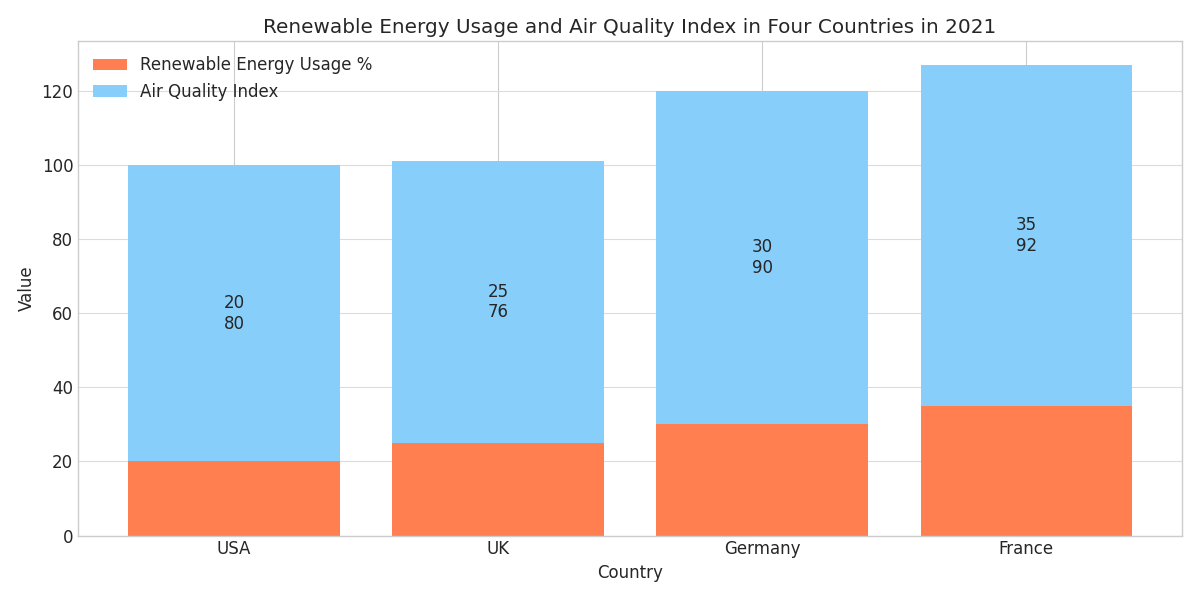 Renewable Energy Usage and Air Quality Index in Four Countries in 2021
Renewable Energy Usage %
Air Quality Index
Value
120
100
80
60
40
20
0
20
80
25
76
30
90
35
92
USA
UK
Germany
France
Country